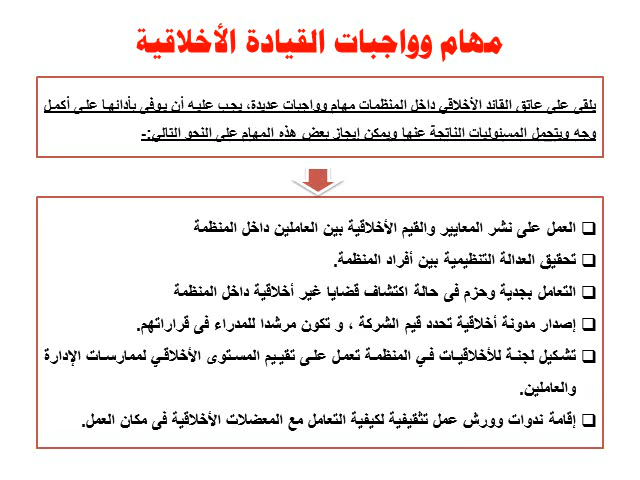 مهام وواجبات القيادة الأخلاقية
يلقى على عاتق القائد الأخلاقي داخل المنظمات مهام وواجبات عديدة، يجب عليه أن يوفى بأدائها على أكمل
وجه ويتحمل المسئوليات الناتجة عنها ويمكن إيجاز بعض هذه المهام على النحو التالي:-
❑ العمل على نشر المعايير والقيم الأخلاقية بين العاملين داخل المنظمة
❑ تحقيق العدالة التنظيمية بين أفراد المنظمة.
❑ التعامل بجدية وحزم فى حالة اكتشاف قضايا غير أخلاقية داخل المنظمة
❑ إصدار مدونة أخلاقية تحدد قيم الشركة ، و تكون مرشدا للمدراء فى قراراتهم.
❑ تشكيل لجنة للأخلاقيات في المنظمة تعمل على تقييم المستوى الأخلاقي لممارسات الإدارة
والعاملين.
❑ إقامة ندوات وورش عمل تثقيفية لكيفية التعامل مع المعضلات الأخلاقية فى مكان العمل.